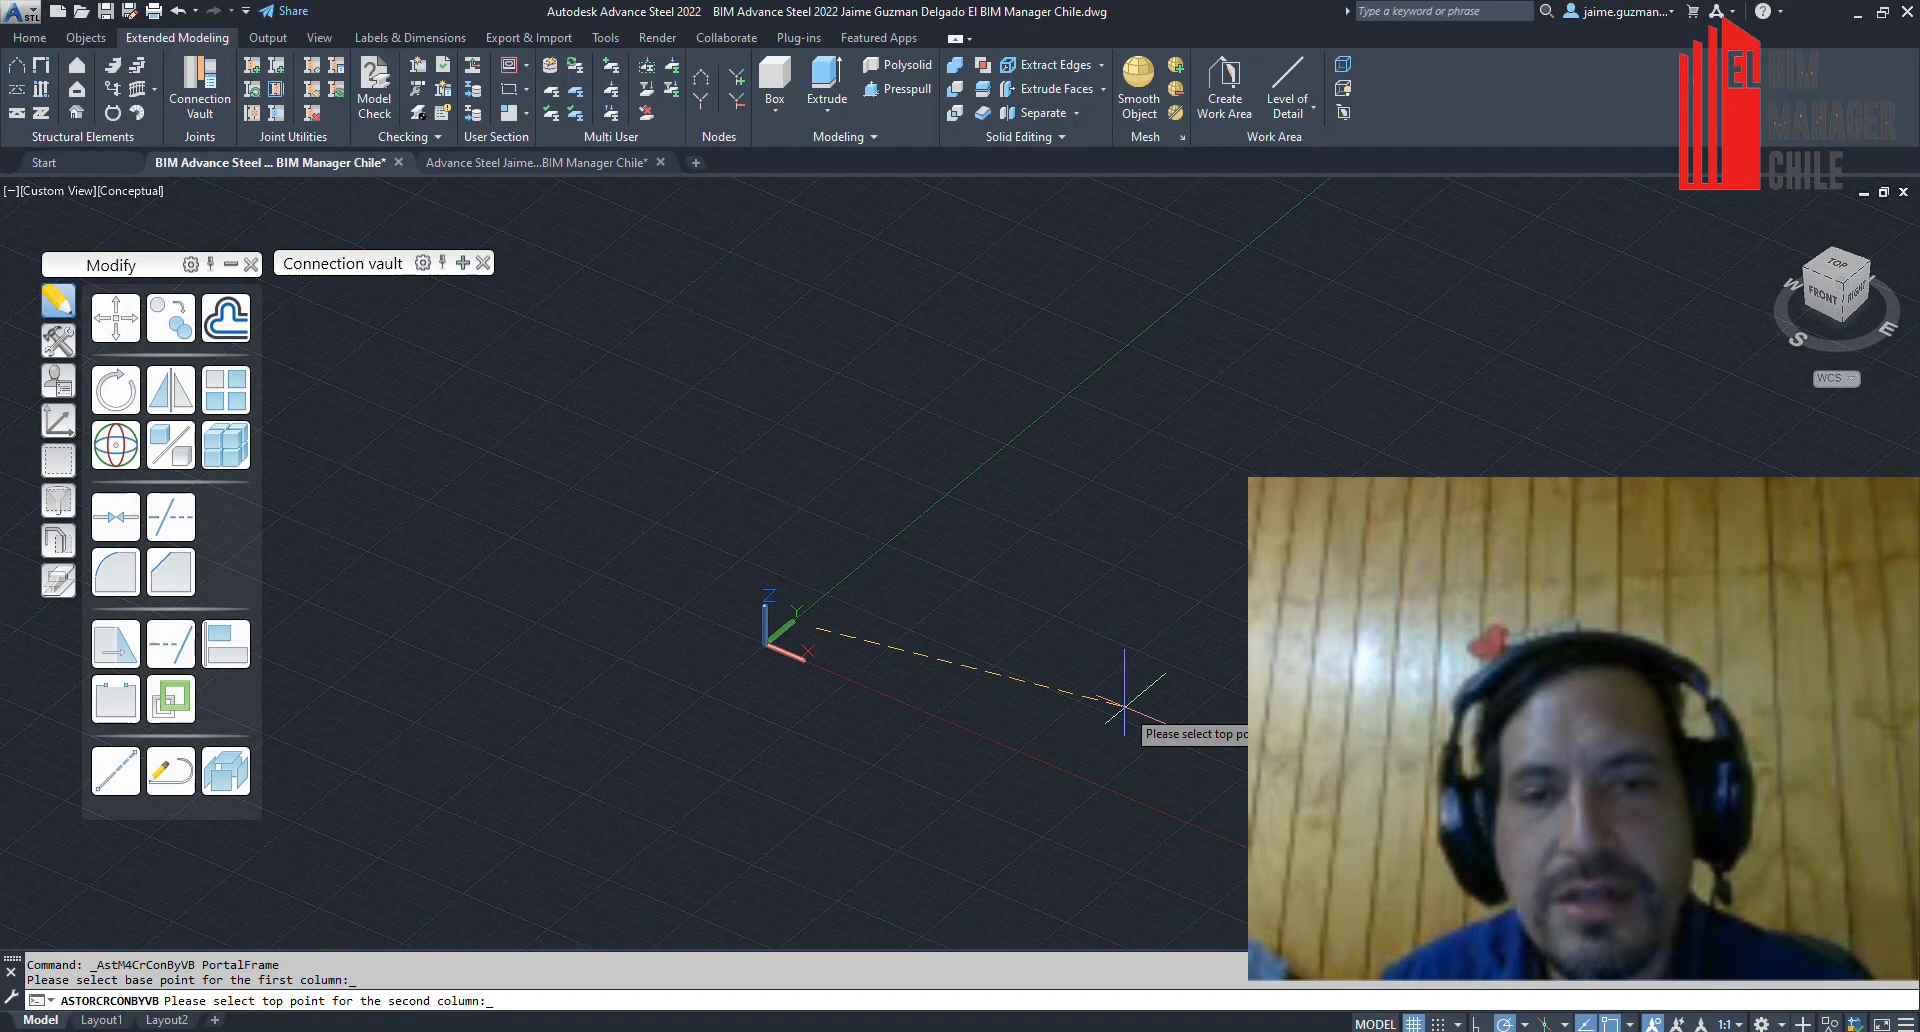 STL
Share
Autodesk Advance Steel 2022 BIM Advance Steel 2022 Jaime Guzman Delgado El BIM Manager Chile.dwg
Type a keyword or phrase
jaime.guzman...
Home Objects Extended Modeling Output View Labels & Dimensions Export & Import Tools Render Collaborate Plug-ins Featured Apps
Connection Vault
Model Check
Box
Extrude
Polysolid
Presspull
Extract Edges
Extrude Faces
Separate
Smooth Object
Create Work Area
Level of Detail
Structural Elements Joints Joint Utilities Checking User Section Multi User Nodes Modeling Solid Editing Mesh Work Area
EL BIM
MANAGER
CHILE
Start BIM Advance Steel ... BIM Manager Chile* Advance Steel Jaime...BIM Manager Chile*
[−][Custom View][Conceptual]
Modify
Connection vault
TOP
FRONT RIGHT
W
S
E
WCS
Z
Y
X
Please select top po
Command: _AstM4CrConByVB PortalFrame
Please select base point for the first column:_
ASTORCRCONBYVB Please select top point for the second column:_
Model Layout1 Layout2
MODEL
1:1